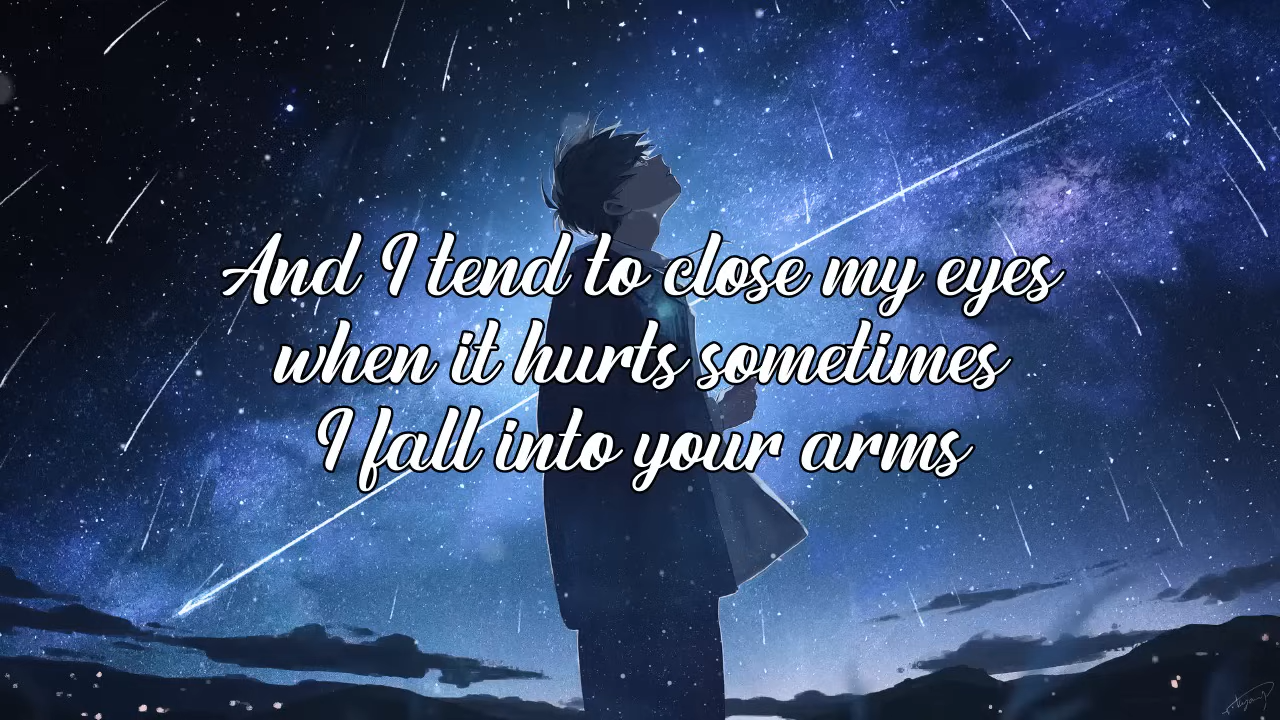 And I tend to close my eyes
when it hurts sometimes
I fall into your arms